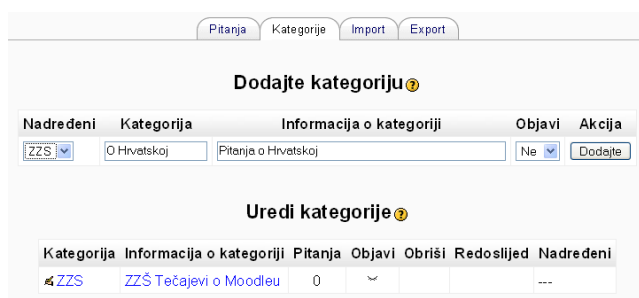 Pitanja Kategorije Import Export
Dodajte kategoriju
Nadređeni Kategorija Informacija o kategoriji Objavi Akcija
ZZS O Hrvatskoj Pitanja o Hrvatskoj Ne Dodajte
Uredi kategorije
Kategorija Informacija o kategoriji Pitanja Objavi Obriši Redoslijed Nadređeni
ZZS ZZŠ Tečajevi o Moodleu 0 ---